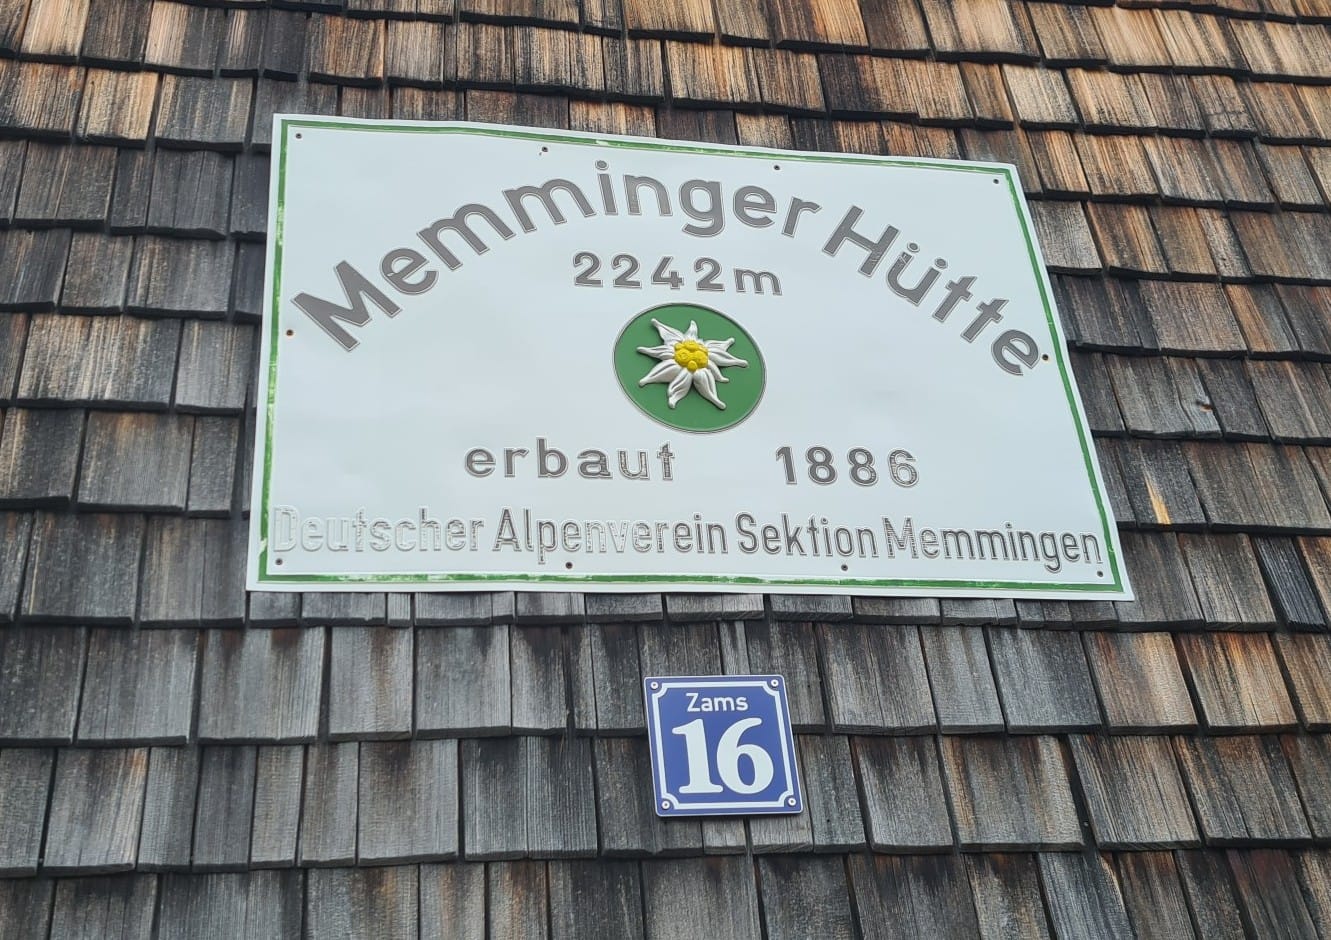 Memminger Hütte
2242m
erbaut 1886
Deutscher Alpenverein Sektion Memmingen
Zams
16